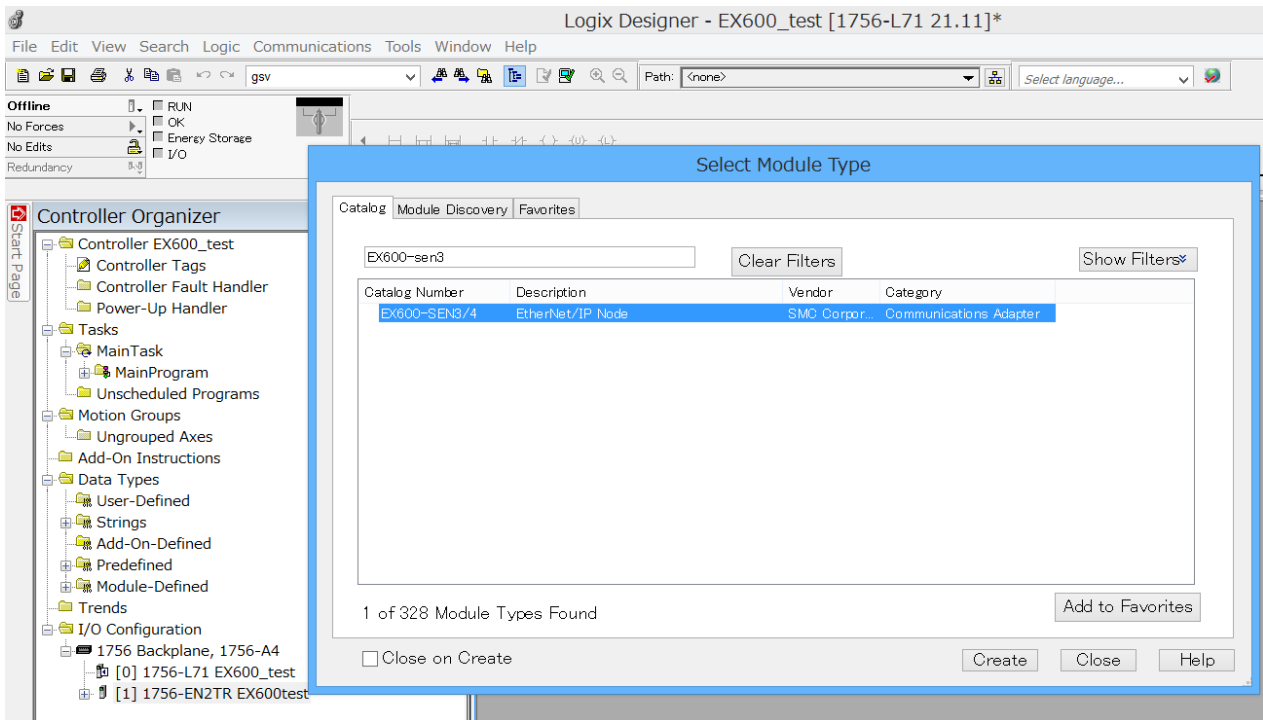 Logix Designer - EX600_test [1756-L71 21.11]*
File Edit View Search Logic Communications Tools Window Help
gsv
Path: <none>
Select language...
Offline
RUN
No Forces
OK
Energy Storage
No Edits
I/O
Redundancy
Start Page
Controller Organizer
Controller EX600_test
Controller Tags
Controller Fault Handler
Power-Up Handler
Tasks
MainTask
MainProgram
Unscheduled Programs
Motion Groups
Ungrouped Axes
Add-On Instructions
Data Types
User-Defined
Strings
Add-On-Defined
Predefined
Module-Defined
Trends
I/O Configuration
1756 Backplane, 1756-A4
[0] 1756-L71 EX600_test
[1] 1756-EN2TR EX600test
Select Module Type
Catalog Module Discovery Favorites
EX600-sen3
Clear Filters
Show Filters
Catalog Number Description Vendor Category
EX600-SEN3/4 EtherNet/IP Node SMC Corpor... Communications Adapter
1 of 328 Module Types Found
Add to Favorites
Close on Create
Create Close Help